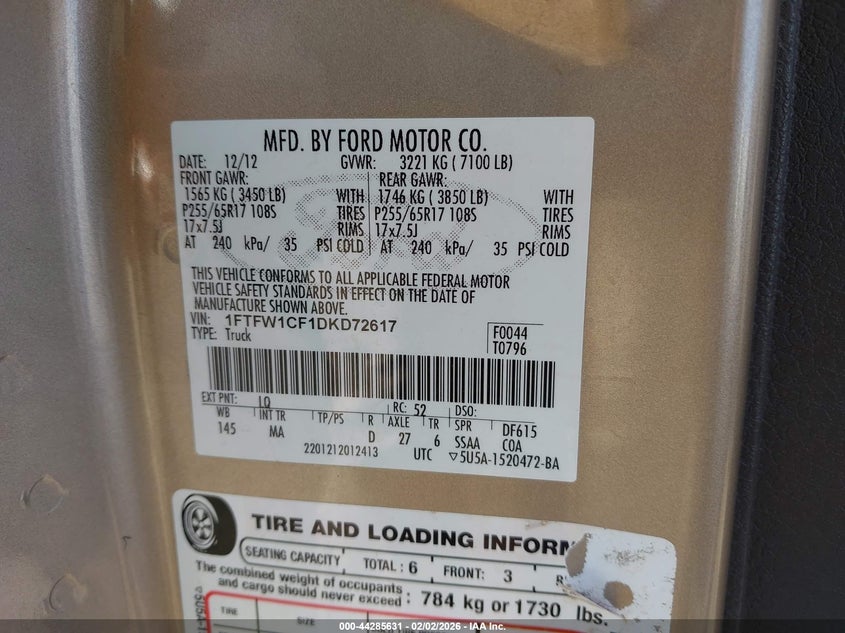 MFD. BY FORD MOTOR CO.
DATE: 12/12 GVWR: 3221 KG ( 7100 LB)
FRONT GAWR: REAR GAWR:
1565 KG ( 3450 LB) WITH 1746 KG ( 3850 LB) WITH
P255/65R17 108S TIRES P255/65R17 108S TIRES
17x7.5J RIMS 17x7.5J RIMS
AT 240 kPa/ 35 PSI COLD AT 240 kPa/ 35 PSI COLD
THIS VEHICLE CONFORMS TO ALL APPLICABLE FEDERAL MOTOR
VEHICLE SAFETY STANDARDS IN EFFECT ON THE DATE OF
MANUFACTURE SHOWN ABOVE.
VIN: 1FTFW1CF1DKD72617 F0044
TYPE: Truck T0796
EXT PNT: LQ RC: 52 DSO:
WB INT TR TP/PS R AXLE TR SPR DF615
145 MA D 27 6 SSAA COA
2201212012413 UTC ▽5U5A-1520472-BA
TIRE AND LOADING INFORM
SEATING CAPACITY TOTAL : 6 FRONT: 3 R
The combined weight of occupants
and cargo should never exceed : 784 kg or 1730 lbs.
TIRE SIZE
000-44285631 - 02/02/2026 - IAA Inc.